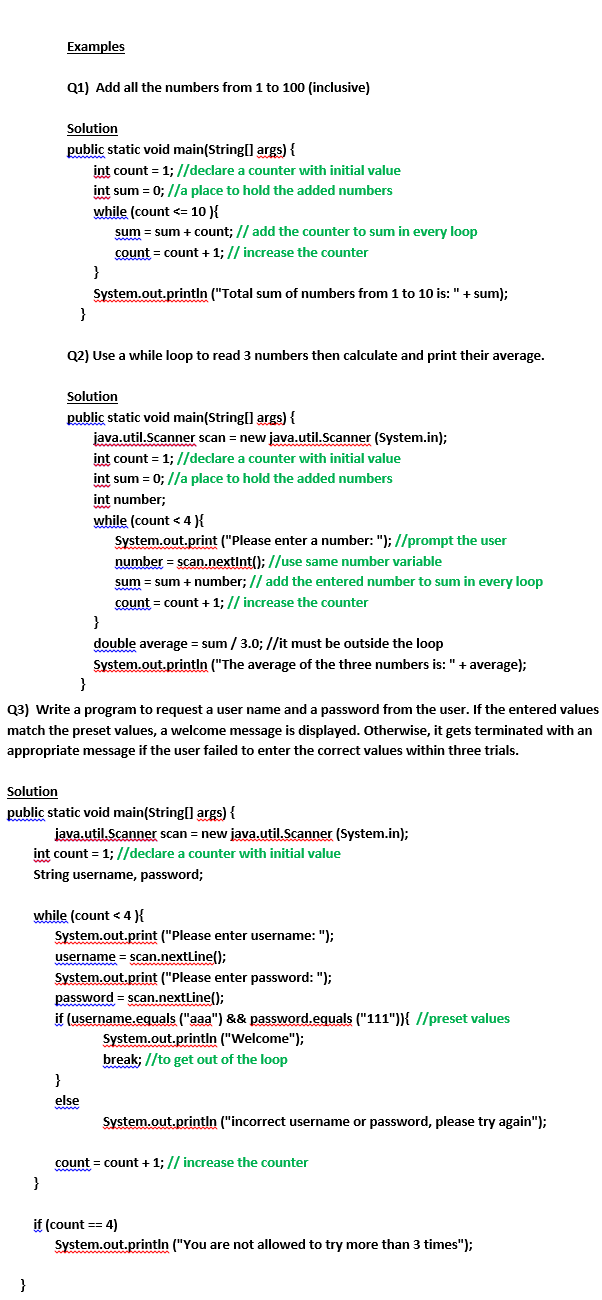 Examples
Q1)  Add all the numbers from 1 to 100 (inclusive)
Solution
public static void main(String[] args) {
int count = 1; //declare a counter with initial value
int sum = 0; //a place to hold the added numbers
while (count <= 10 ){
sum = sum + count; // add the counter to sum in every loop
count = count + 1; // increase the counter
}
System.out.println ("Total sum of numbers from 1 to 10 is: " + sum);
}
Q2) Use a while loop to read 3 numbers then calculate and print their average.
Solution
public static void main(String[] args) {
java.util.Scanner scan = new java.util.Scanner (System.in);
int count = 1; //declare a counter with initial value
int sum = 0; //a place to hold the added numbers
int number;
while (count < 4 ){
System.out.print ("Please enter a number: "); //prompt the user
number = scan.nextInt(); //use same number variable
sum = sum + number; // add the entered number to sum in every loop
count = count + 1; // increase the counter
}
double average = sum / 3.0; //it must be outside the loop
System.out.println ("The average of the three numbers is: " + average);
}
Q3)  Write a program to request a user name and a password from the user. If the entered values
match the preset values, a welcome message is displayed. Otherwise, it gets terminated with an
appropriate message if the user failed to enter the correct values within three trials.
Solution
public static void main(String[] args) {
java.util.Scanner scan = new java.util.Scanner (System.in);
int count = 1; //declare a counter with initial value
String username, password;
while (count < 4 ){
System.out.print ("Please enter username: ");
username = scan.nextLine();
System.out.print ("Please enter password: ");
password = scan.nextLine();
if (username.equals ("aaa") && password.equals ("111")){  //preset values
System.out.println ("Welcome");
break; //to get out of the loop
}
else
System.out.println ("incorrect username or password, please try again");
count = count + 1; // increase the counter
}
if (count == 4)
System.out.println ("You are not allowed to try more than 3 times");
}